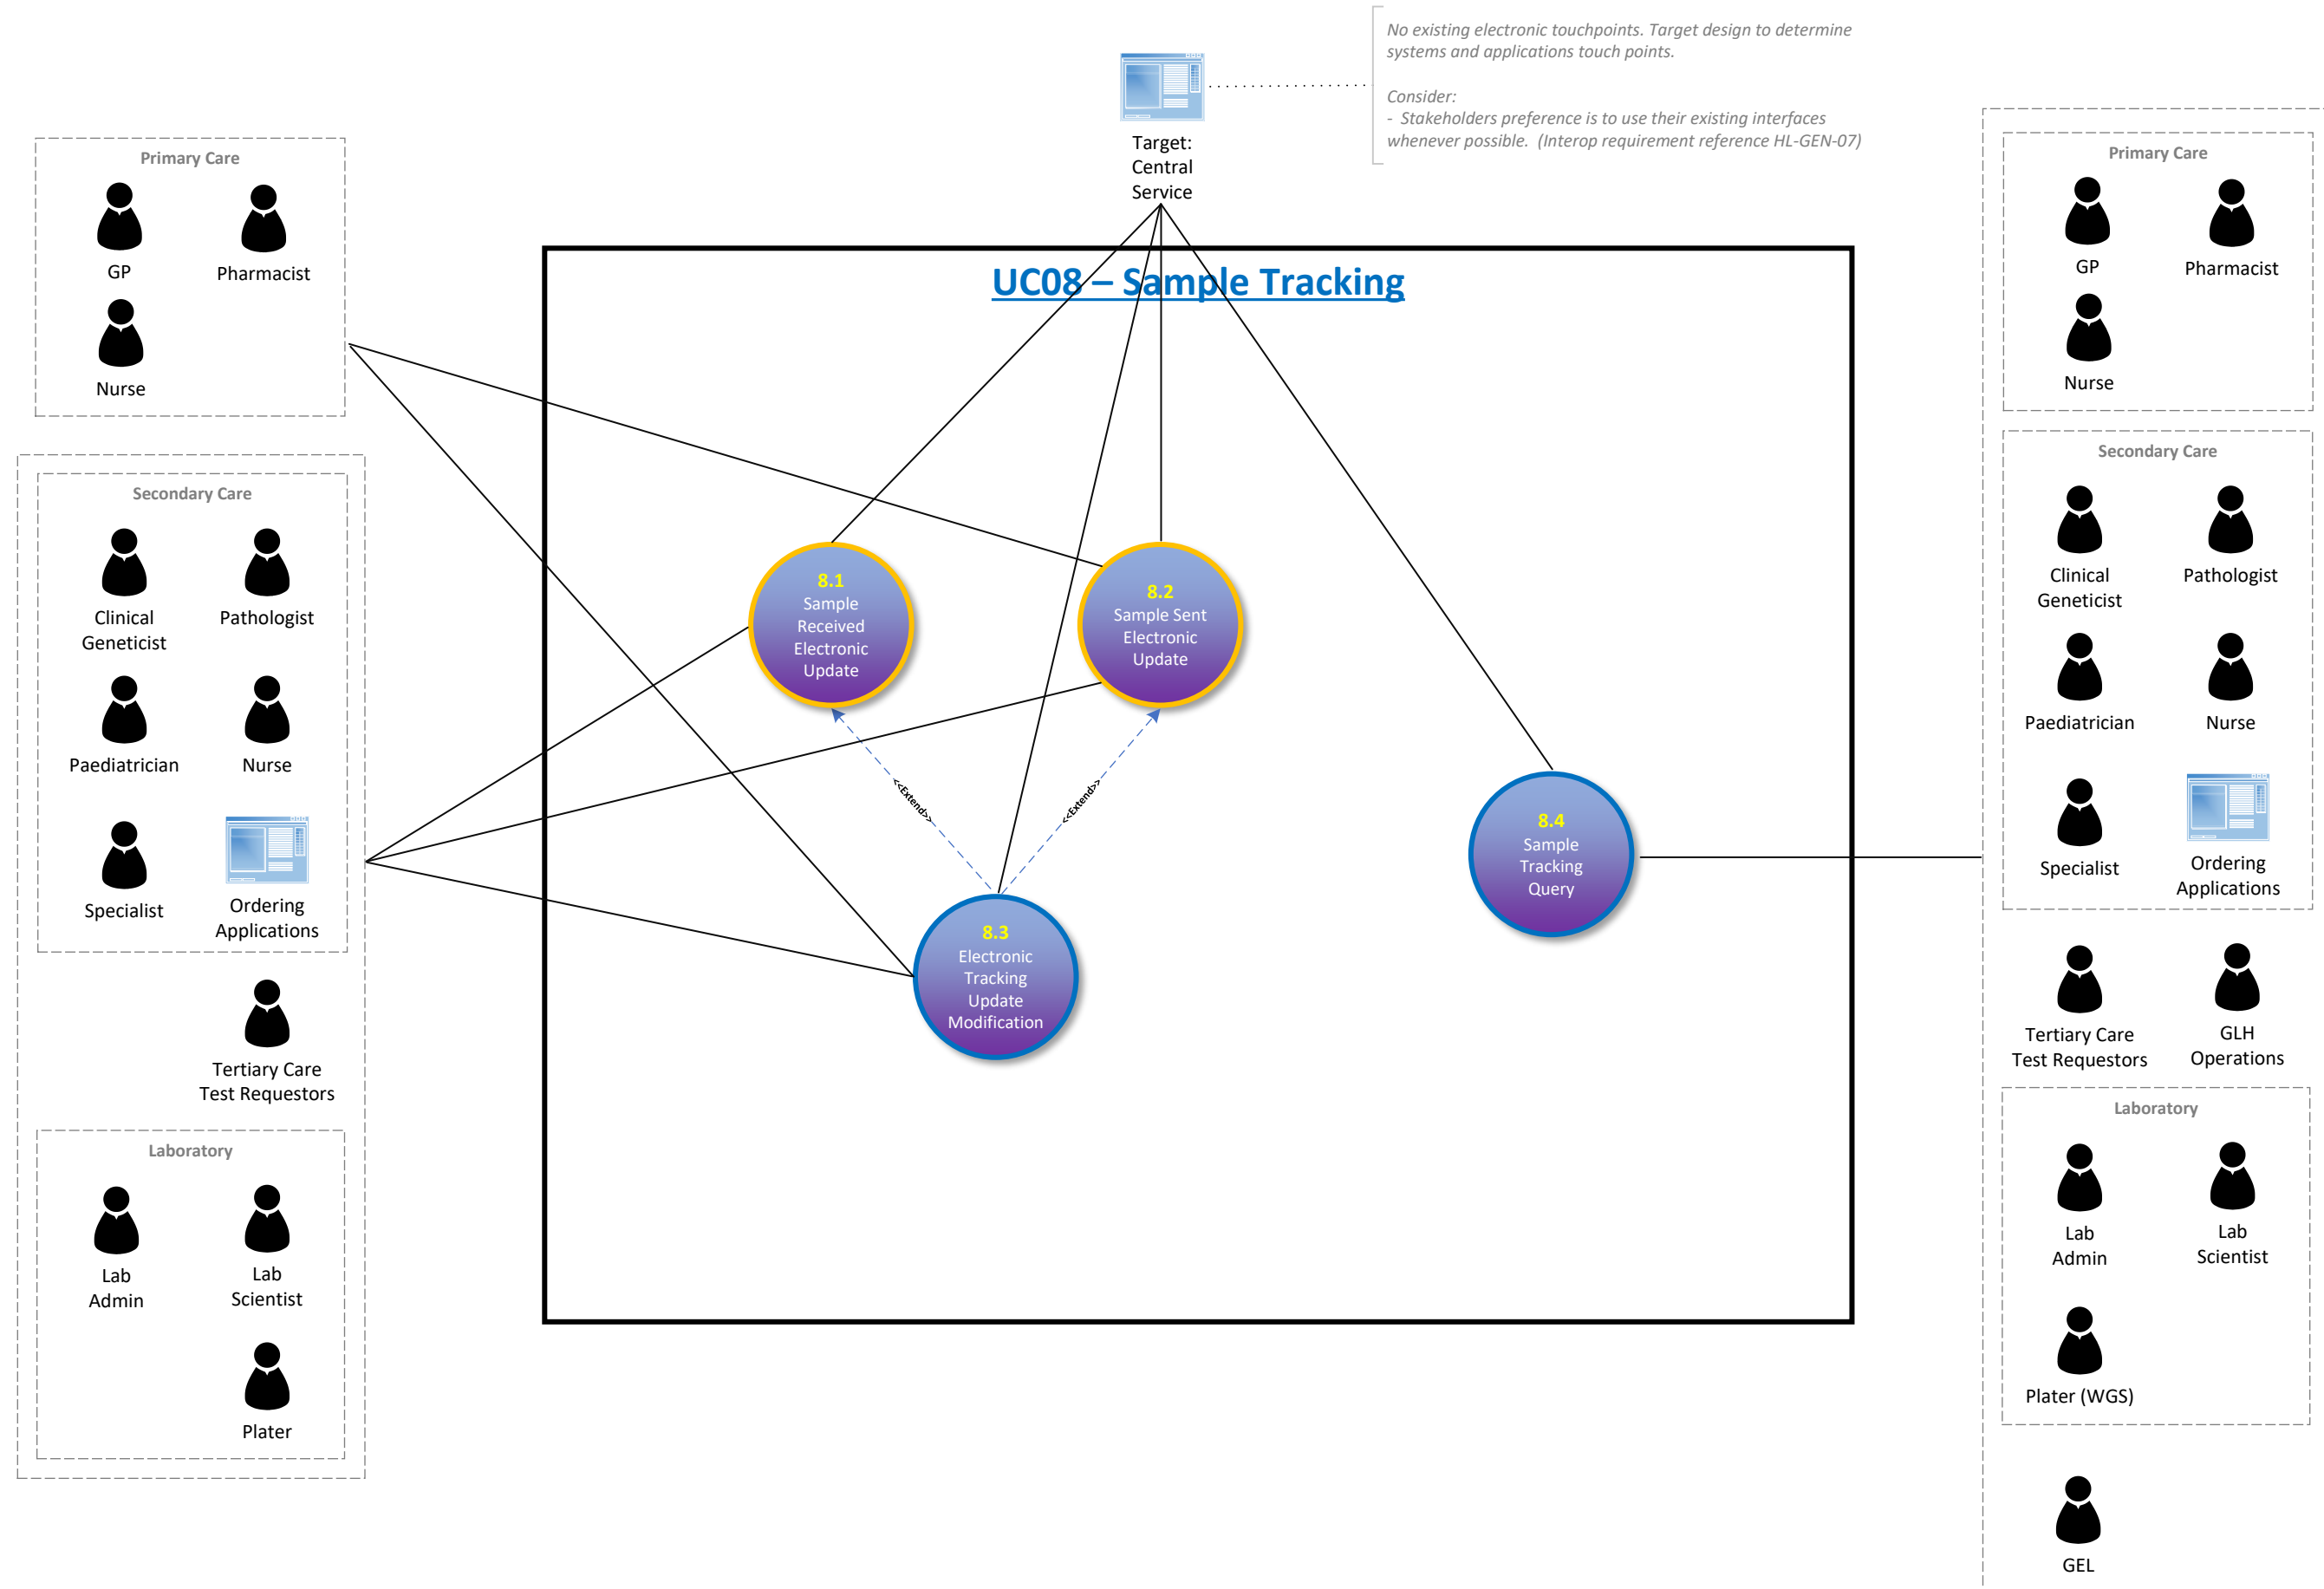 No existing electronic touchpoints. Target design to determine
systems and applications touch points.
Consider:
- Stakeholders preference is to use their existing interfaces
whenever possible. (Interop requirement reference HL-GEN-07)
Target:
Central
Service
UC08 – Sample Tracking
Primary Care
GP
Pharmacist
Nurse
Secondary Care
Clinical
Geneticist
Pathologist
Paediatrician
Nurse
Specialist
Ordering
Applications
Tertiary Care
Test Requestors
Laboratory
Lab
Admin
Lab
Scientist
Plater
8.1
Sample
Received
Electronic
Update
8.2
Sample Sent
Electronic
Update
<<Extend>>
<<Extend>>
8.3
Electronic
Tracking
Update
Modification
8.4
Sample
Tracking
Query
Primary Care
GP
Pharmacist
Nurse
Secondary Care
Clinical
Geneticist
Pathologist
Paediatrician
Nurse
Specialist
Ordering
Applications
Tertiary Care
Test Requestors
GLH
Operations
Laboratory
Lab
Admin
Lab
Scientist
Plater (WGS)
GEL